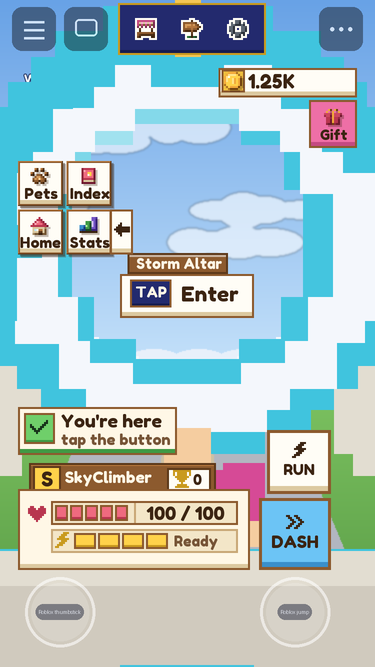 1.25K
Gift
Pets
Index
Home
Stats
Storm Altar
TAP
Enter
You're here
tap the button
RUN
S
SkyClimber
0
100 / 100
Ready
DASH
Roblox thumbstick
Roblox jump